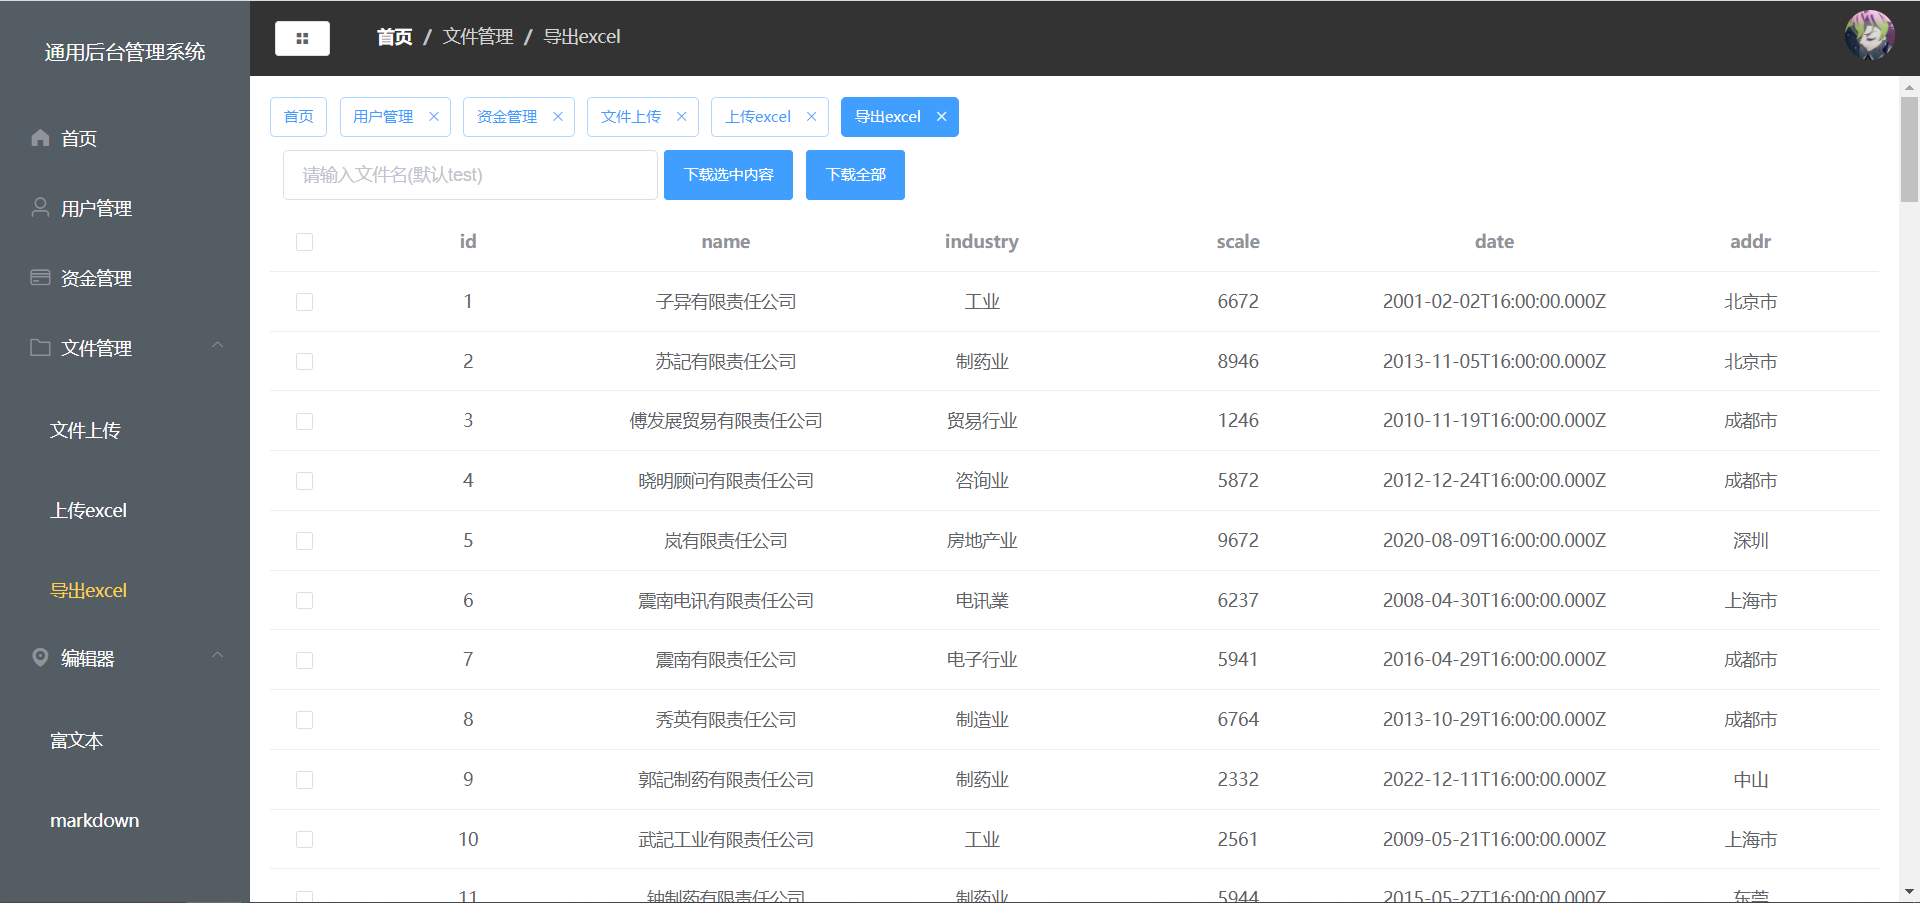 通用后台管理系统
首页
用户管理
资金管理
文件管理
文件上传
上传excel
导出excel
编辑器
富文本
markdown
首页 / 文件管理 / 导出excel
首页 用户管理 × 资金管理 × 文件上传 × 上传excel × 导出excel ×
请输入文件名(默认test) 下载选中内容 下载全部
id name industry scale date addr
1 子异有限责任公司 工业 6672 2001-02-02T16:00:00.000Z 北京市
2 苏記有限责任公司 制药业 8946 2013-11-05T16:00:00.000Z 北京市
3 傅发展贸易有限责任公司 贸易行业 1246 2010-11-19T16:00:00.000Z 成都市
4 晓明顾问有限责任公司 咨询业 5872 2012-12-24T16:00:00.000Z 成都市
5 岚有限责任公司 房地产业 9672 2020-08-09T16:00:00.000Z 深圳
6 震南电讯有限责任公司 电讯業 6237 2008-04-30T16:00:00.000Z 上海市
7 震南有限责任公司 电子行业 5941 2016-04-29T16:00:00.000Z 成都市
8 秀英有限责任公司 制造业 6764 2013-10-29T16:00:00.000Z 成都市
9 郭記制药有限责任公司 制药业 2332 2022-12-11T16:00:00.000Z 中山
10 武記工业有限责任公司 工业 2561 2009-05-21T16:00:00.000Z 上海市
11 钟制药有限责任公司 制药业 5944 2015-05-27T16:00:00.000Z 东莞